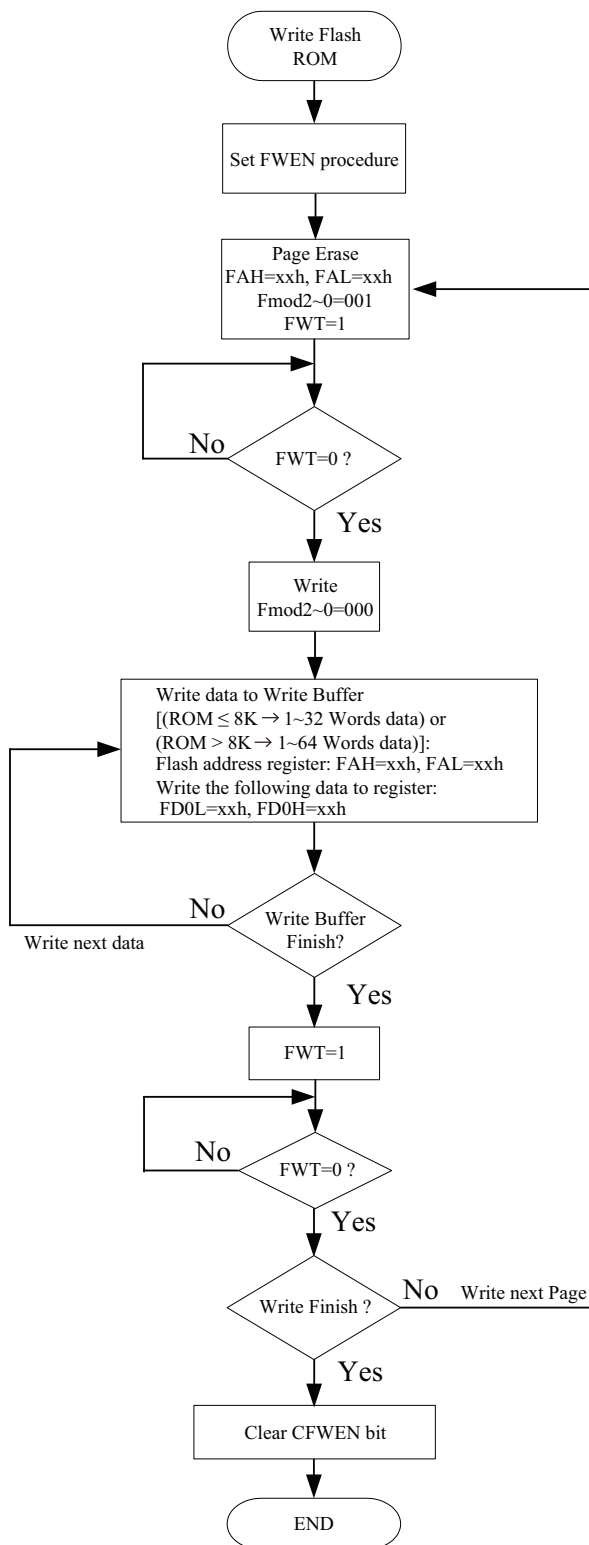 Write Flash
ROM
Set FWEN procedure
Page Erase
FAH=xxh, FAL=xxh
Fmod2~0=001
FWT=1
No
FWT=0 ?
Yes
Write
Fmod2~0=000
Write data to Write Buffer
[(ROM ≤ 8K → 1~32 Words data) or
(ROM > 8K → 1~64 Words data)]:
Flash address register: FAH=xxh, FAL=xxh
Write the following data to register:
FD0L=xxh, FD0H=xxh
No
Write next data
Write Buffer
Finish?
Yes
FWT=1
No
FWT=0 ?
Yes
Write Finish ?
No
Write next Page
Yes
Clear CFWEN bit
END